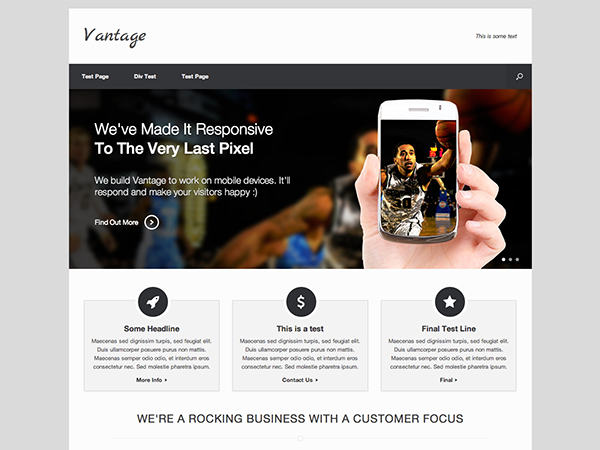 Vantage
This is some text
Test Page
Div Test
Test Page
We've Made It Responsive
To The Very Last Pixel
We build Vantage to work on mobile devices. It'll
respond and make your visitors happy :)
Find Out More
Some Headline
Maecenas sed dignissim turpis, sed feugiat elit.
Duis ullamcorper posuere purus non mattis.
Maecenas semper odio odio, et interdum eros
consectetur nec. Sed molestie pharetra ipsum.
More Info
This is a test
Maecenas sed dignissim turpis, sed feugiat elit.
Duis ullamcorper posuere purus non mattis.
Maecenas semper odio odio, et interdum eros
consectetur nec. Sed molestie pharetra ipsum.
Contact Us
Final Test Line
Maecenas sed dignissim turpis, sed feugiat elit.
Duis ullamcorper posuere purus non mattis.
Maecenas semper odio odio, et interdum eros
consectetur nec. Sed molestie pharetra ipsum.
Final
WE'RE A ROCKING BUSINESS WITH A CUSTOMER FOCUS